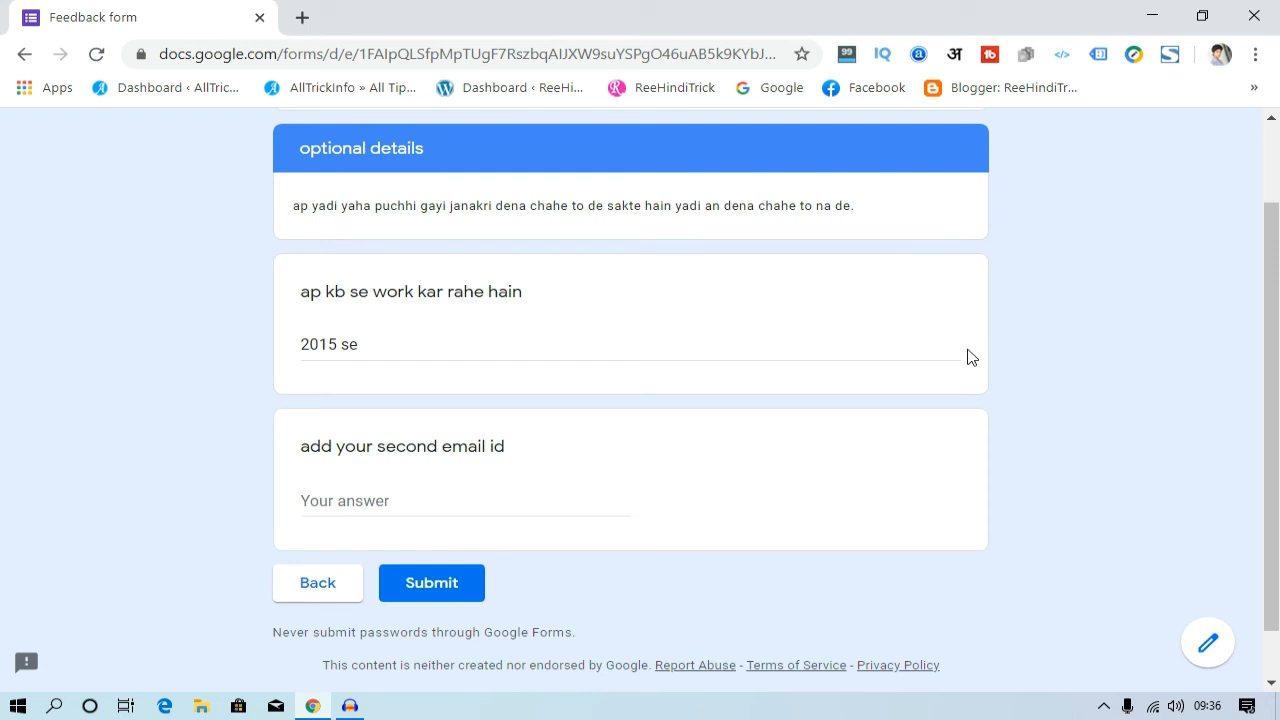 Feedback form
docs.google.com/forms/d/e/1FAIpQLSfpMpTUgF7RszbgAUXW9suYSPgO46uAB5k9KYbJ...
Apps
Dashboard ‹ AllTric...
AllTrickInfo » All Tip...
Dashboard ‹ ReeHi...
ReeHindiTrick
Google
Facebook
Blogger: ReeHindiTr...
»
optional details
ap yadi yaha puchhi gayi janakri dena chahe to de sakte hain yadi an dena chahe to na de.
ap kb se work kar rahe hain
2015 se
add your second email id
Your answer
Back
Submit
Never submit passwords through Google Forms.
This content is neither created nor endorsed by Google. Report Abuse - Terms of Service - Privacy Policy
09:36